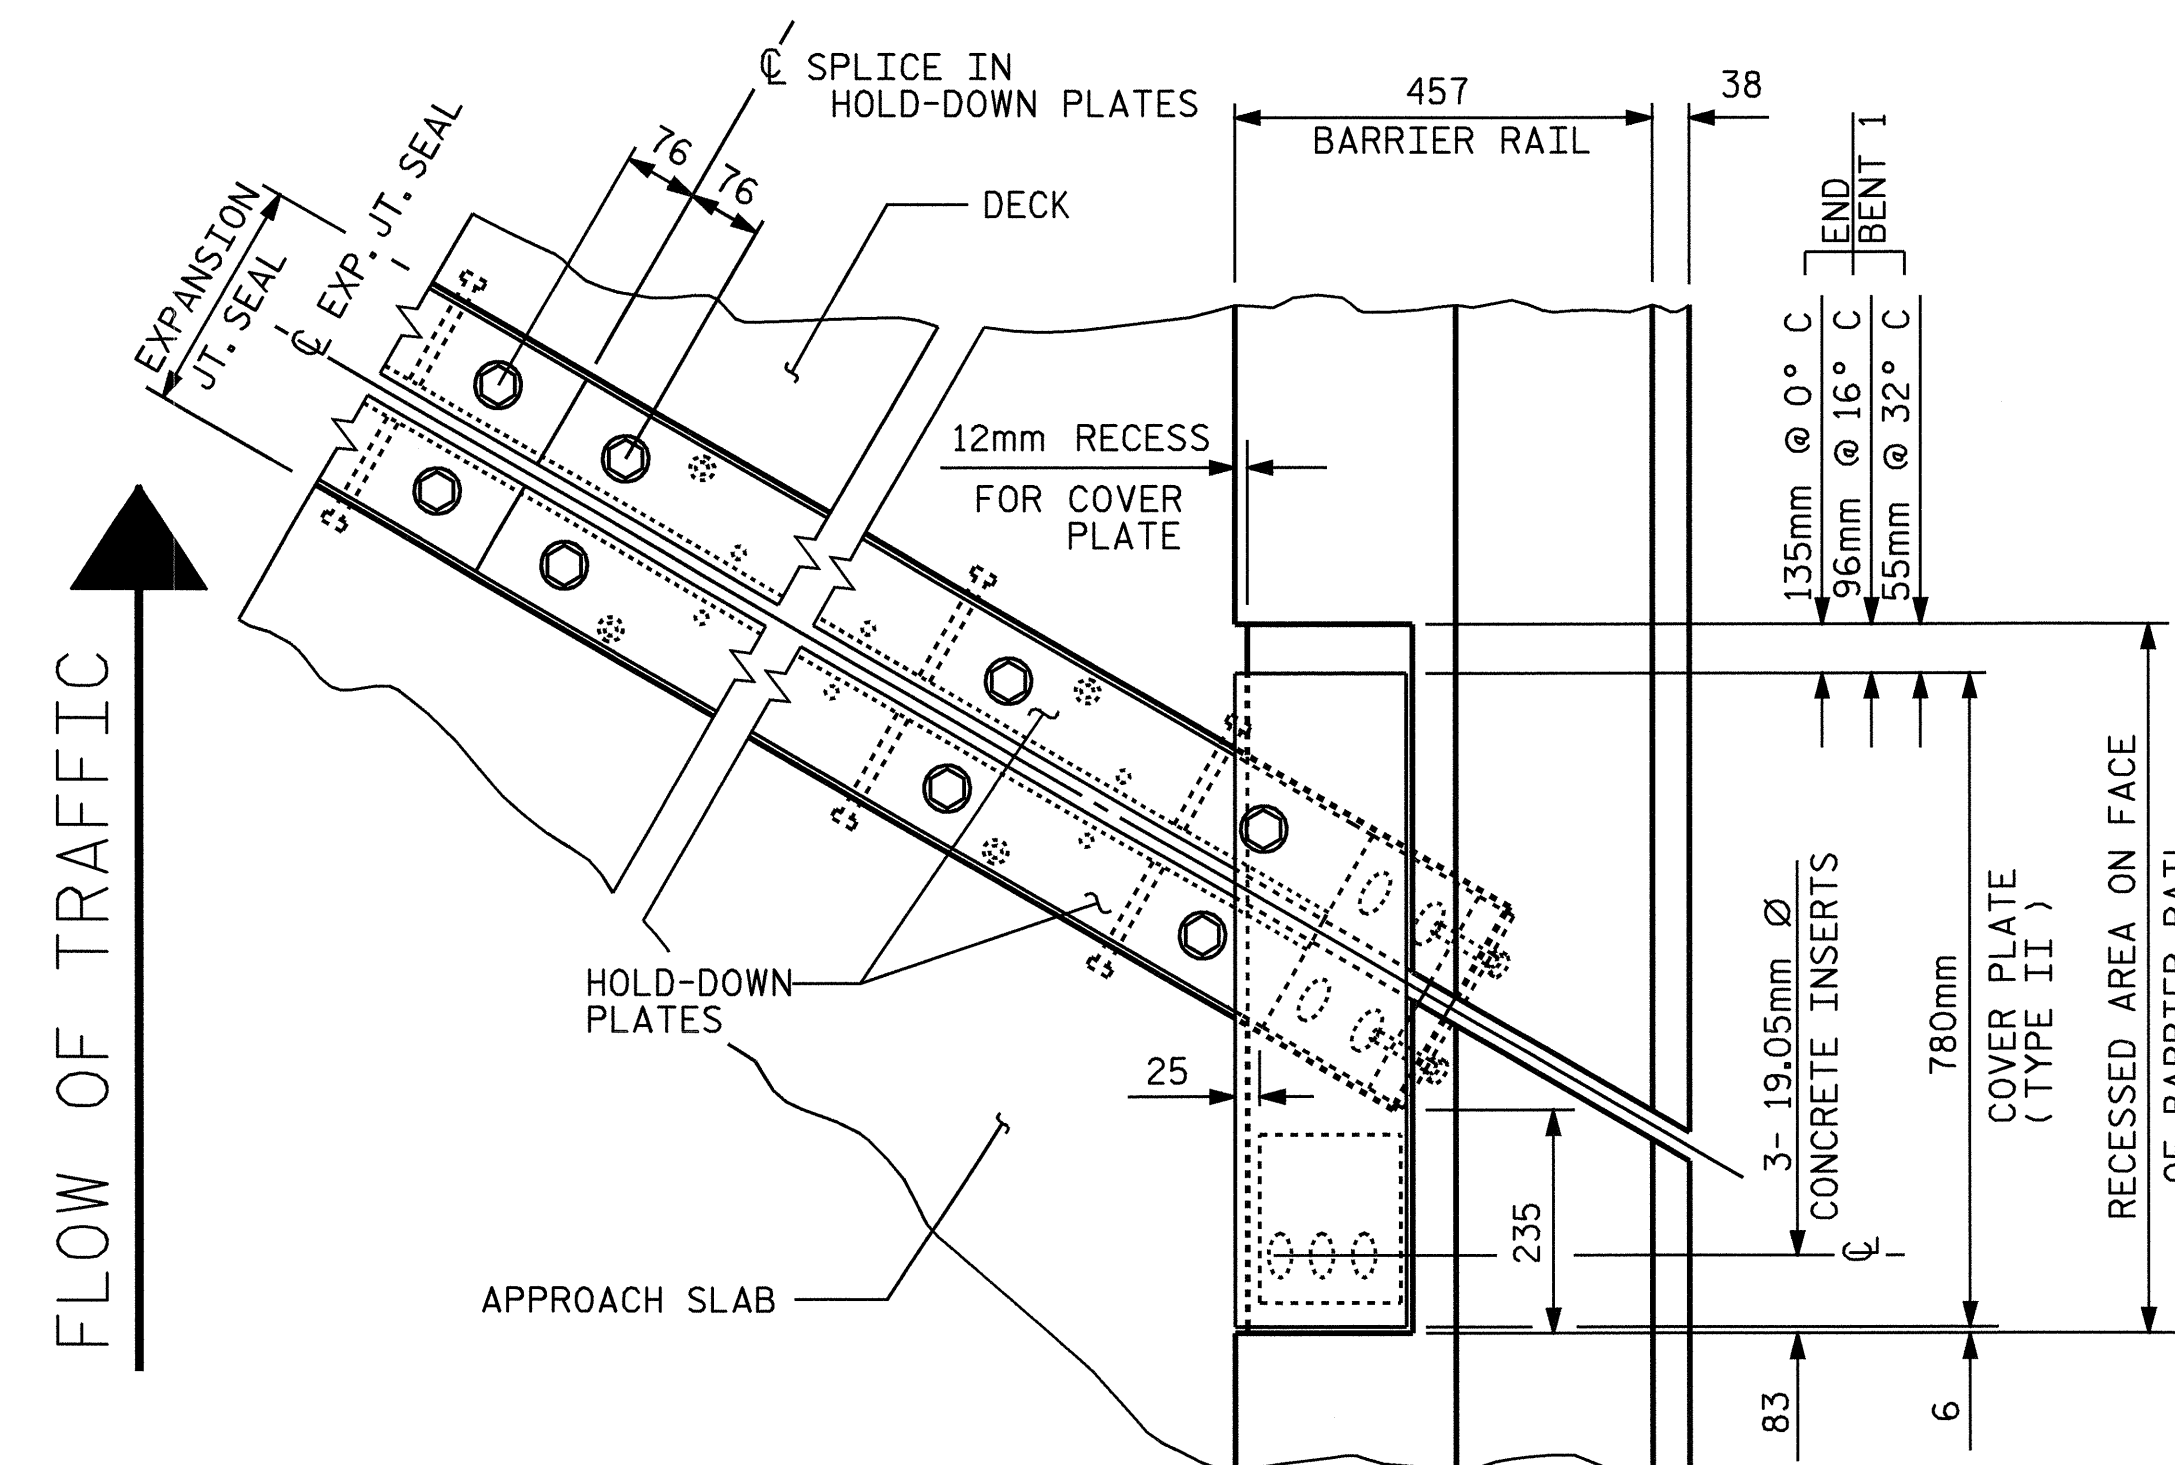 ℄ SPLICE IN
HOLD-DOWN PLATES
457
BARRIER RAIL
38
76
76
DECK
EXPANSION
JT. SEAL
℄ EXP. JT. SEAL
END
BENT 1
135mm @ 0° C
96mm @ 16° C
55mm @ 32° C
12mm RECESS
FOR COVER
PLATE
FLOW OF TRAFFIC
HOLD-DOWN
PLATES
25
APPROACH SLAB
235
3- 19.05mm Ø
CONCRETE INSERTS
℄
780mm
COVER PLATE
(TYPE II )
RECESSED AREA ON FACE
OF BARRIER RAIL
83
6